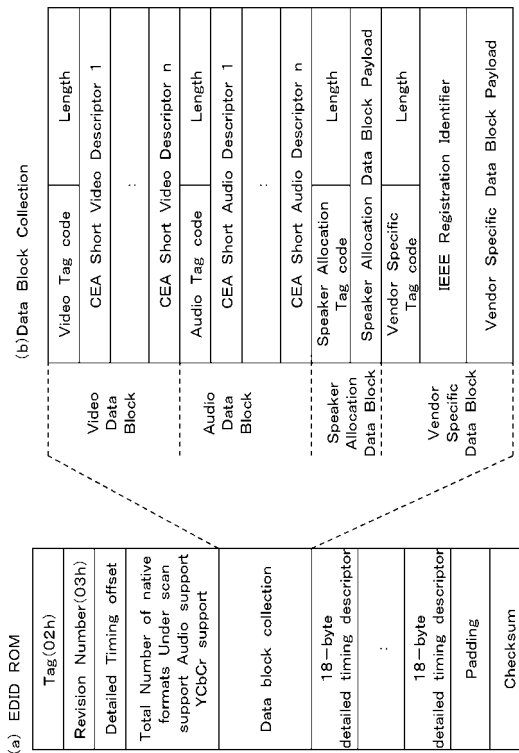 (a) EDID ROM
Tag(02h)
Revision Number(03h)
Detailed Timing offset
Total Number of native
formats Under scan
support Audio support
YCbCr support
Data block collection
18-byte
detailed timing descriptor
:
18-byte
detailed timing descriptor
Padding
Checksum
(b)Data Block Collection
Video
Data
Block
Video Tag code
Length
CEA Short Video Descriptor 1
:
CEA Short Video Descriptor n
Audio
Data
Block
Audio Tag code
Length
CEA Short Audio Descriptor 1
:
CEA Short Audio Descriptor n
Speaker
Allocation
Data Block
Speaker Allocation
Tag code
Length
Speaker Allocation Data Block Payload
Vendor
Specific
Data Block
Vendor Specific
Tag code
Length
IEEE Registration Identifier
Vendor Specific Data Block Payload